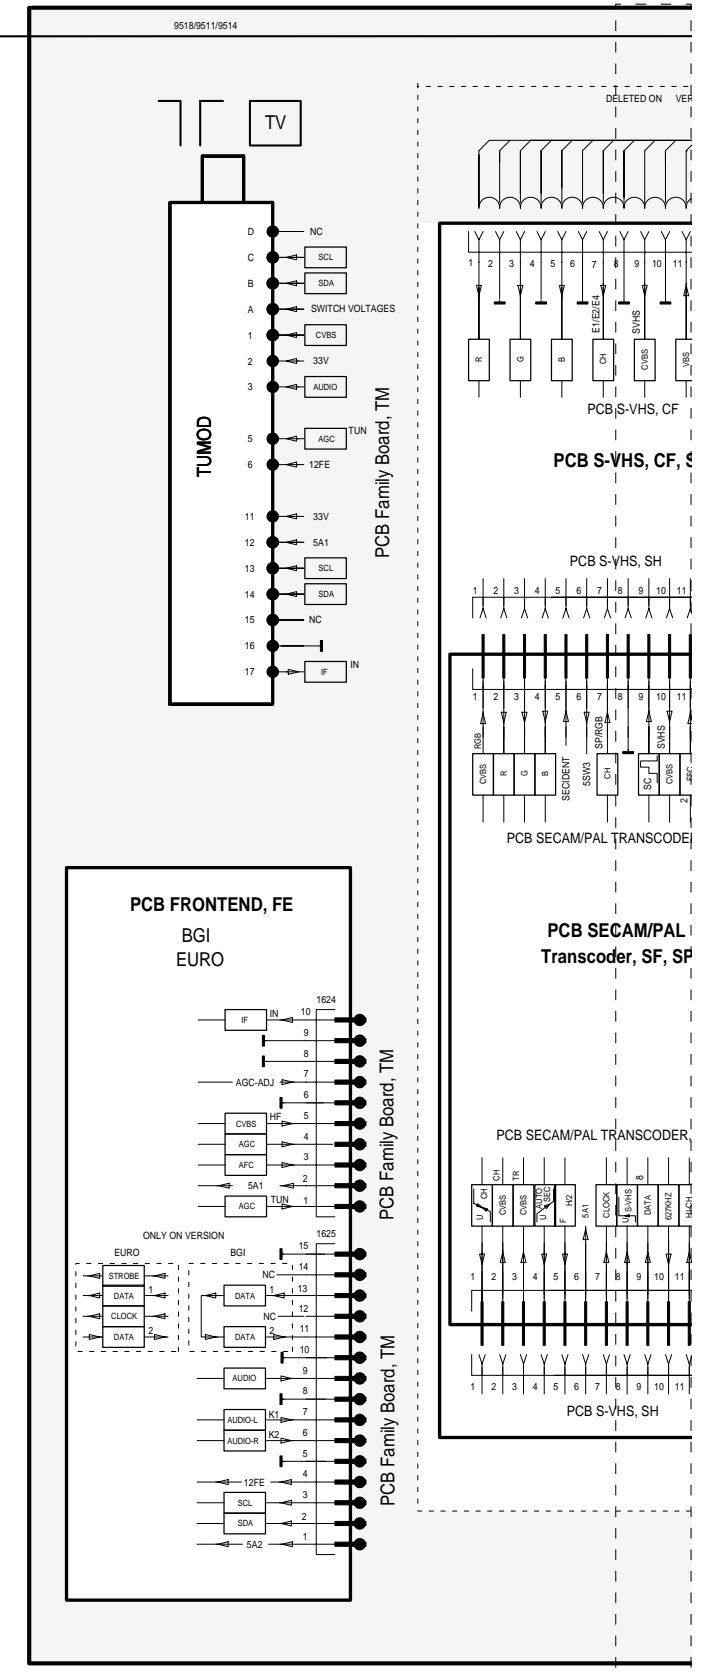 9518/9511/9514
TV
TUMOD
D NC
C SCL
B SDA
A SWITCH VOLTAGES
1 CVBS
2 33V
3 AUDIO
5 AGC TUN
6 12FE
11 33V
12 5A1
13 SCL
14 SDA
15 NC
16
17 IF IN
PCB Family Board, TM
DELETED ON VER
1 2 3 4 5 6 7 8 9 10 11
E1/E2/E4
SVHS
R G B CH CVBS VBS
PCB S-VHS, CF
PCB S-VHS, CF, S
PCB S-VHS, SH
1 2 3 4 5 6 7 8 9 10 11
1 2 3 4 5 6 7 8 9 10 11
RGB
SP/RGB
SVHS
CVBS R G B SECIDENT 5SW3 CH SC CVBS
2
PCB SECAM/PAL TRANSCODE
PCB SECAM/PAL
Transcoder, SF, SP
PCB SECAM/PAL TRANSCODER,
CH TR 8
U CH CVBS CVBS U AUTO SEC F H2 5A1 CLOCK U S-VHS DATA 627KHZ
1 2 3 4 5 6 7 8 9 10 11
1 2 3 4 5 6 7 8 9 10 11
PCB S-VHS, SH
PCB FRONTEND, FE
BGI
EURO
1624
IF IN 10
9
8
AGC-ADJ 7
6
CVBS HF 5
AGC 4
AFC 3
5A1 2
AGC TUN 1
PCB Family Board, TM
1625
ONLY ON VERSION
EURO BGI
STROBE
DATA 1
CLOCK
DATA 2
15
NC 14
DATA 1 13
NC 12
DATA 2 11
10
AUDIO 9
8
AUDIO-L K1 7
AUDIO-R K2 6
5
12FE 4
SCL 3
SDA 2
5A2 1
PCB Family Board, TM